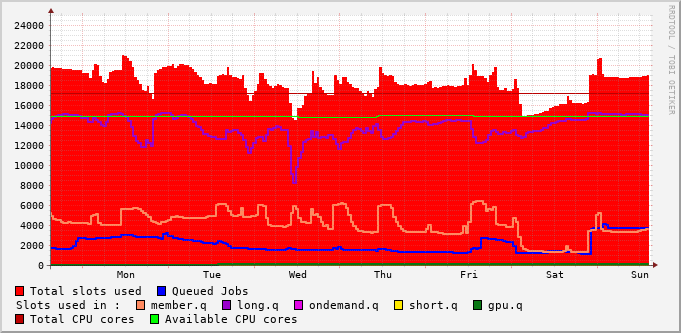 RRDTOOL / TOBI OETIKER
24000
22000
20000
18000
16000
14000
12000
10000
8000
6000
4000
2000
0
Mon Tue Wed Thu Fri Sat Sun
Total slots used Queued Jobs
Slots used in : member.q long.q ondemand.q short.q gpu.q
Total CPU cores Available CPU cores